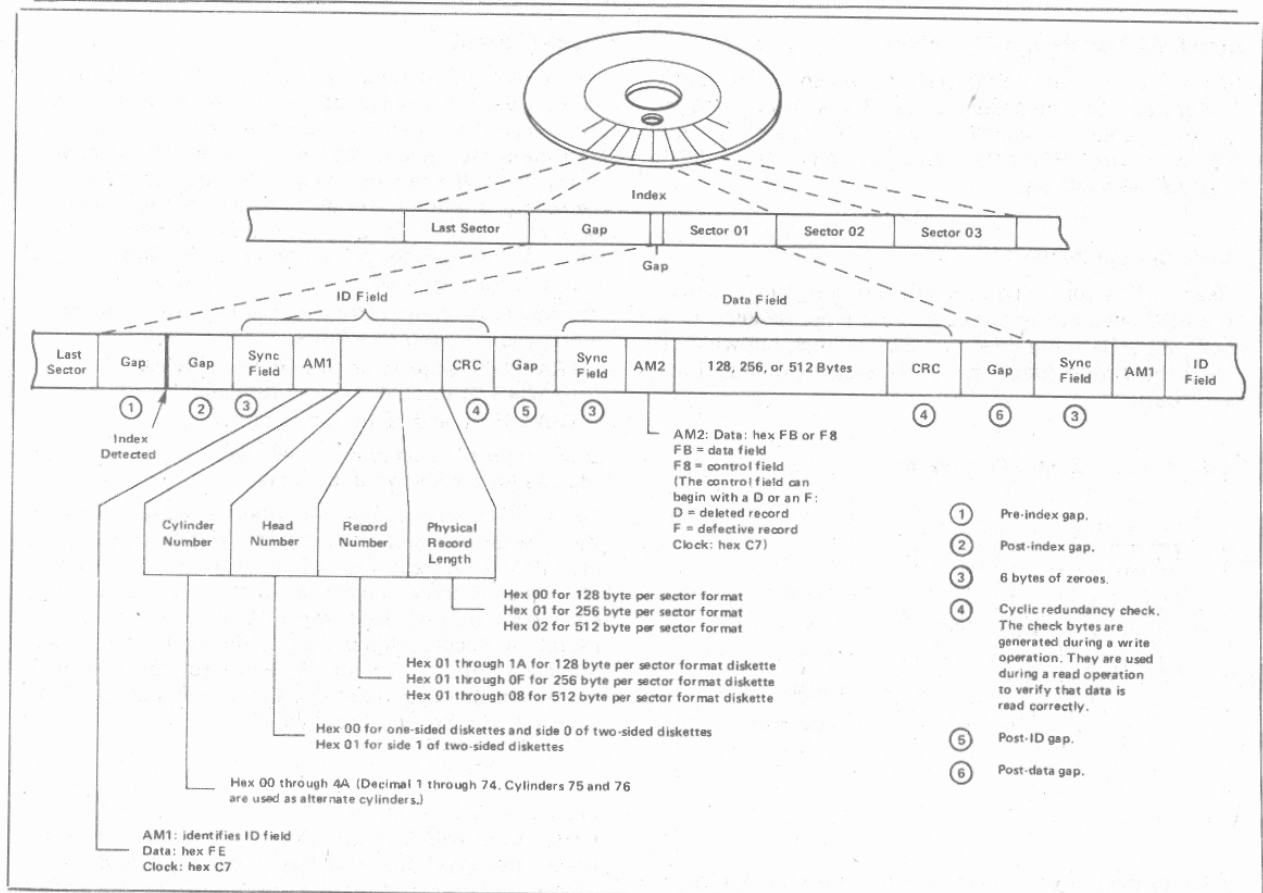 Index
Last Sector
Gap
Sector 01
Sector 02
Sector 03
Gap
ID Field
Data Field
Last
Sector
Gap
Gap
Sync
Field
AM1
CRC
Gap
Sync
Field
AM2
128, 256, or 512 Bytes
CRC
Gap
Sync
Field
AM1
ID
Field
1
2
3
4
5
3
4
6
3
Index
Detected
AM2: Data: hex FB or F8
FB = data field
F8 = control field
(The control field can
begin with a D or an F:
D = deleted record
F = defective record
Clock: hex C7)
Cylinder
Number
Head
Number
Record
Number
Physical
Record
Length
Hex 00 for 128 byte per sector format
Hex 01 for 256 byte per sector format
Hex 02 for 512 byte per sector format
Hex 01 through 1A for 128 byte per sector format diskette
Hex 01 through 0F for 256 byte per sector format diskette
Hex 01 through 08 for 512 byte per sector format diskette
Hex 00 for one-sided diskettes and side 0 of two-sided diskettes
Hex 01 for side 1 of two-sided diskettes
Hex 00 through 4A (Decimal 1 through 74. Cylinders 75 and 76
are used as alternate cylinders.)
AM1: identifies ID field
Data: hex FE
Clock: hex C7
1 Pre-index gap.
2 Post-index gap.
3 6 bytes of zeroes.
4 Cyclic redundancy check.
The check bytes are
generated during a write
operation. They are used
during a read operation
to verify that data is
read correctly.
5 Post-ID gap.
6 Post-data gap.